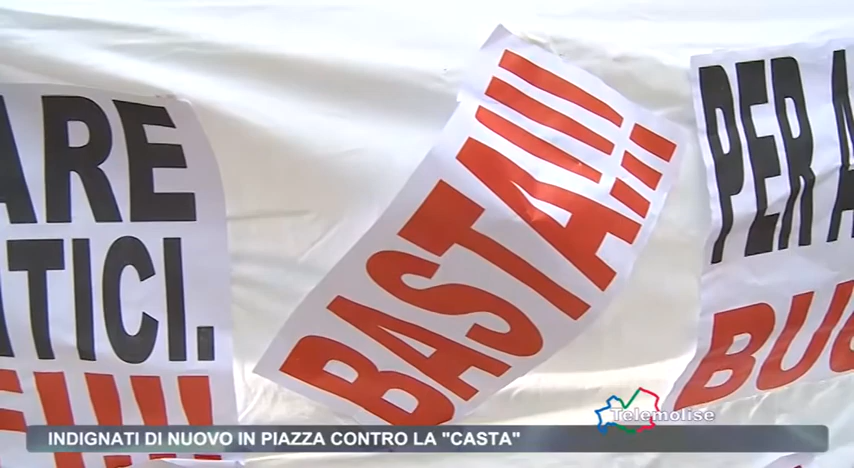 ARE
TICI.
!!!!
BASTA!!!
PER A
BU
Telemolise
INDIGNATI DI NUOVO IN PIAZZA CONTRO LA "CASTA"